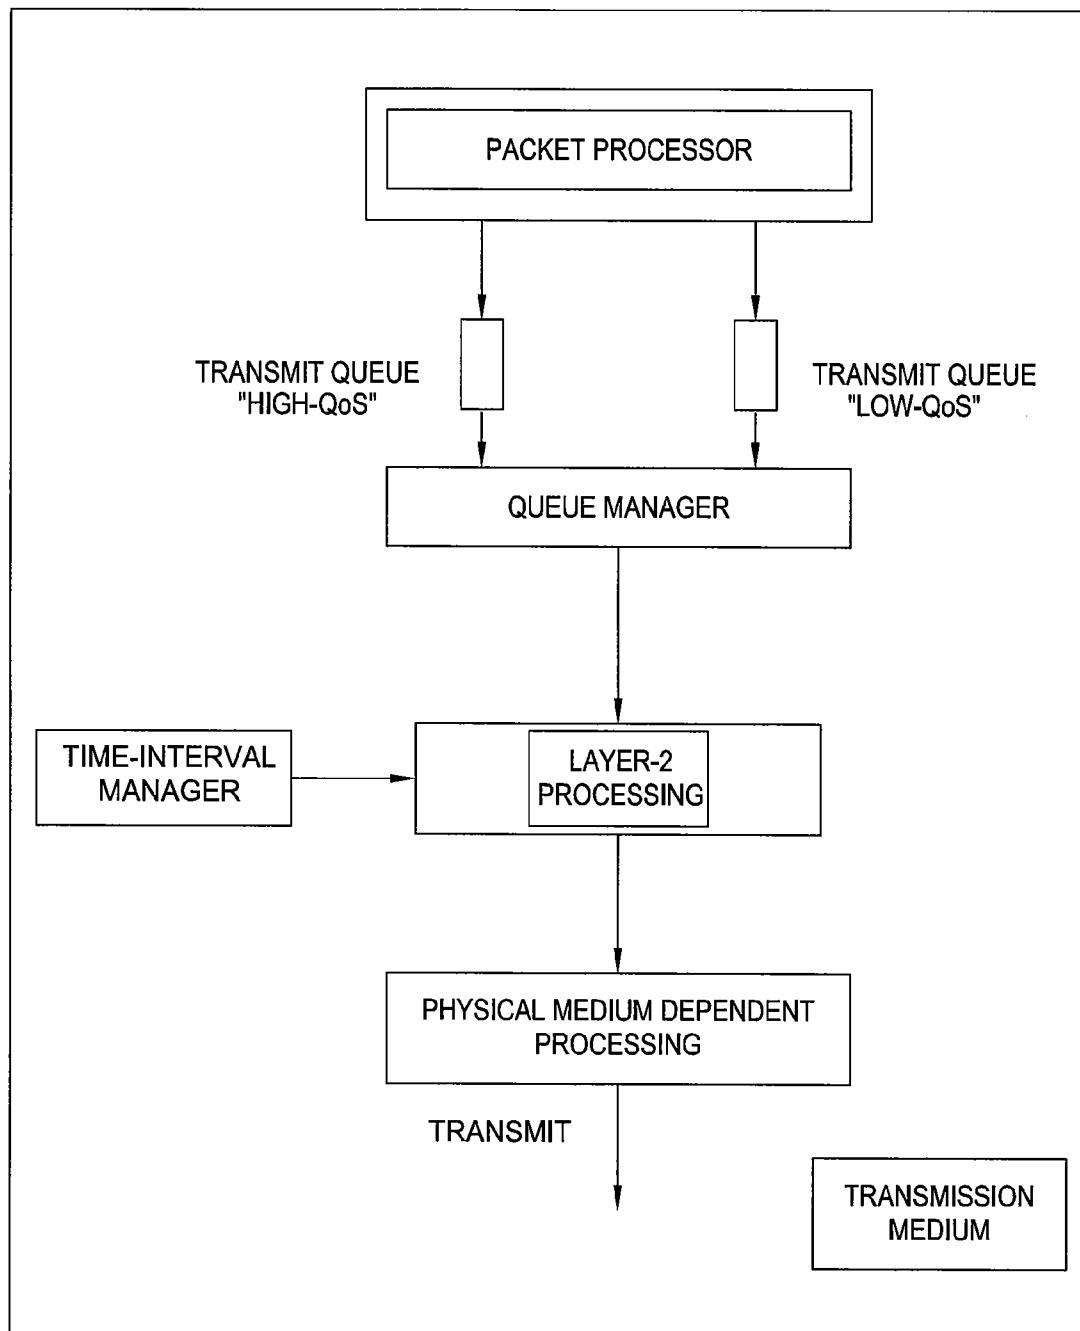 PACKET PROCESSOR
TRANSMIT QUEUE
"HIGH-QoS"
TRANSMIT QUEUE
"LOW-QoS"
QUEUE MANAGER
TIME-INTERVAL
MANAGER
LAYER-2
PROCESSING
PHYSICAL MEDIUM DEPENDENT
PROCESSING
TRANSMIT
TRANSMISSION
MEDIUM